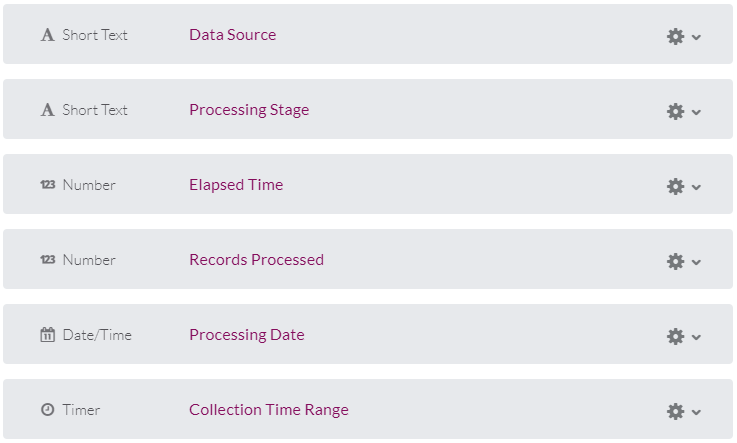 Short Text Data Source
Short Text Processing Stage
123 Number Elapsed Time
123 Number Records Processed
11 Date/Time Processing Date
Timer Collection Time Range